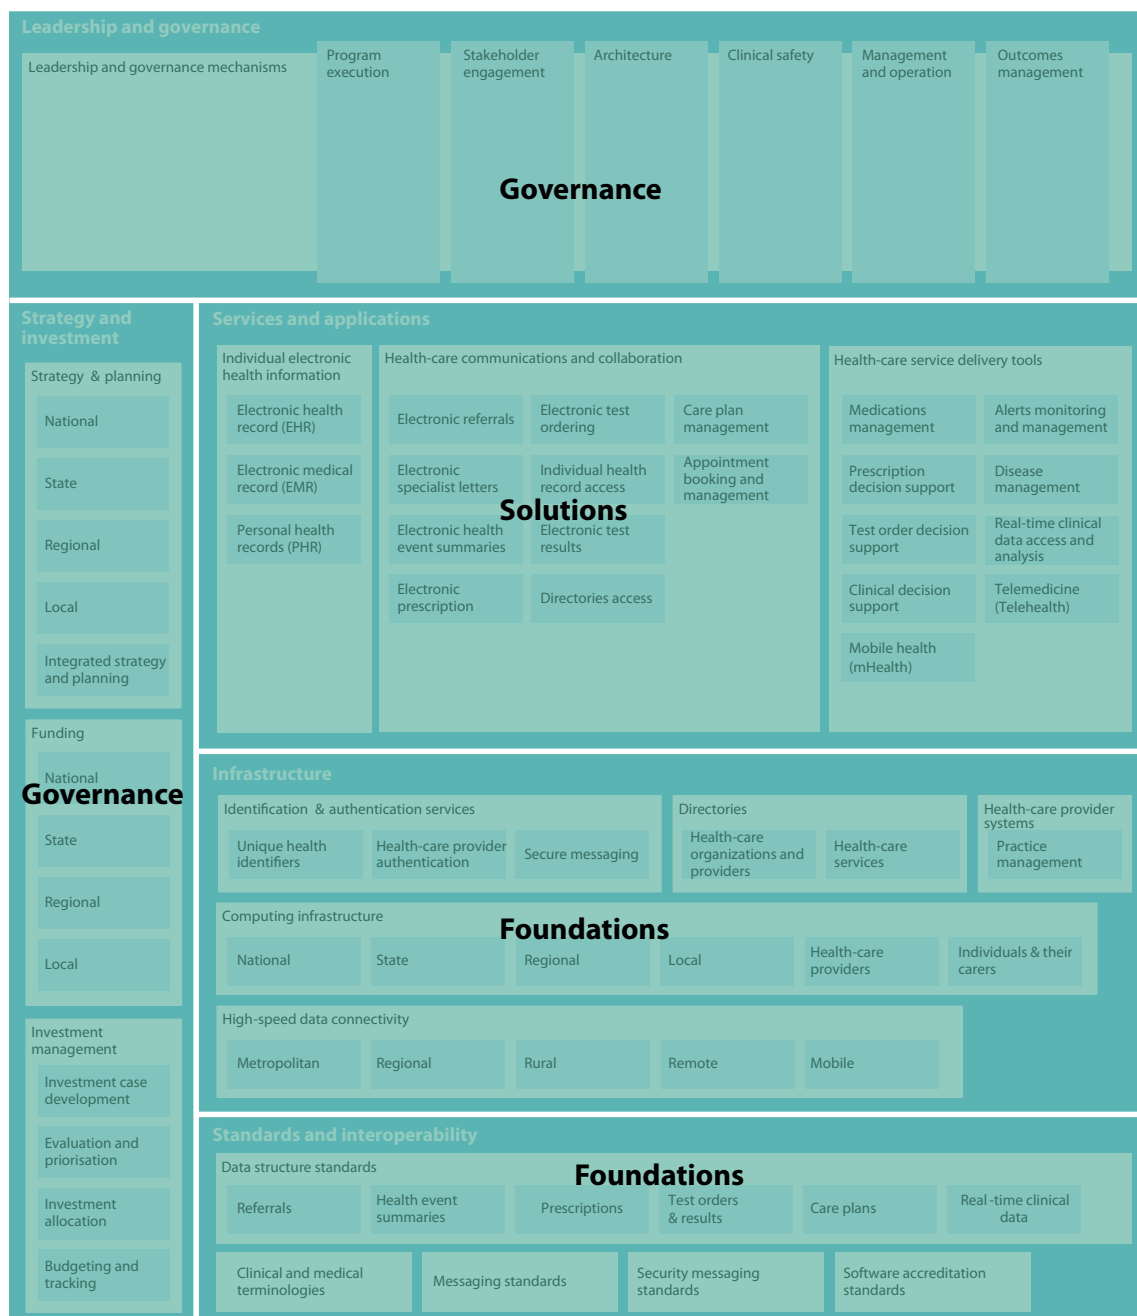 Leadership and governance
Leadership and governance mechanisms
Program
execution
Stakeholder
engagement
Architecture
Clinical safety
Management
and operation
Outcomes
management
Governance
Strategy and
investment
Strategy & planning
National
State
Regional
Local
Integrated strategy
and planning
Funding
National
Governance
State
Regional
Local
Investment
management
Investment case
development
Evaluation and
priorisation
Investment
allocation
Budgeting and
tracking
Services and applications
Individual electronic
health information
Electronic health
record (EHR)
Electronic medical
record (EMR)
Personal health
records (PHR)
Health-care communications and collaboration
Electronic referrals
Electronic test
ordering
Care plan
management
Electronic
specialist letters
Individual health
record access
Appointment
booking and
management
Solutions
Electronic health
event summaries
Electronic test
results
Electronic
prescription
Directories access
Health-care service delivery tools
Medications
management
Alerts monitoring
and management
Prescription
decision support
Disease
management
Test order decision
support
Real-time clinical
data access and
analysis
Clinical decision
support
Telemedicine
(Telehealth)
Mobile health
(mHealth)
Infrastructure
Identification & authentication services
Unique health
identifiers
Health-care provider
authentication
Secure messaging
Directories
Health-care
organizations and
providers
Health-care
services
Health-care provider
systems
Practice
management
Computing infrastructure
Foundations
National
State
Regional
Local
Health-care
providers
Individuals & their
carers
High-speed data connectivity
Metropolitan
Regional
Rural
Remote
Mobile
Standards and interoperability
Data structure standards
Foundations
Referrals
Health event
summaries
Prescriptions
Test orders
& results
Care plans
Real-time clinical
data
Clinical and medical
terminologies
Messaging standards
Security messaging
standards
Software accreditation
standards